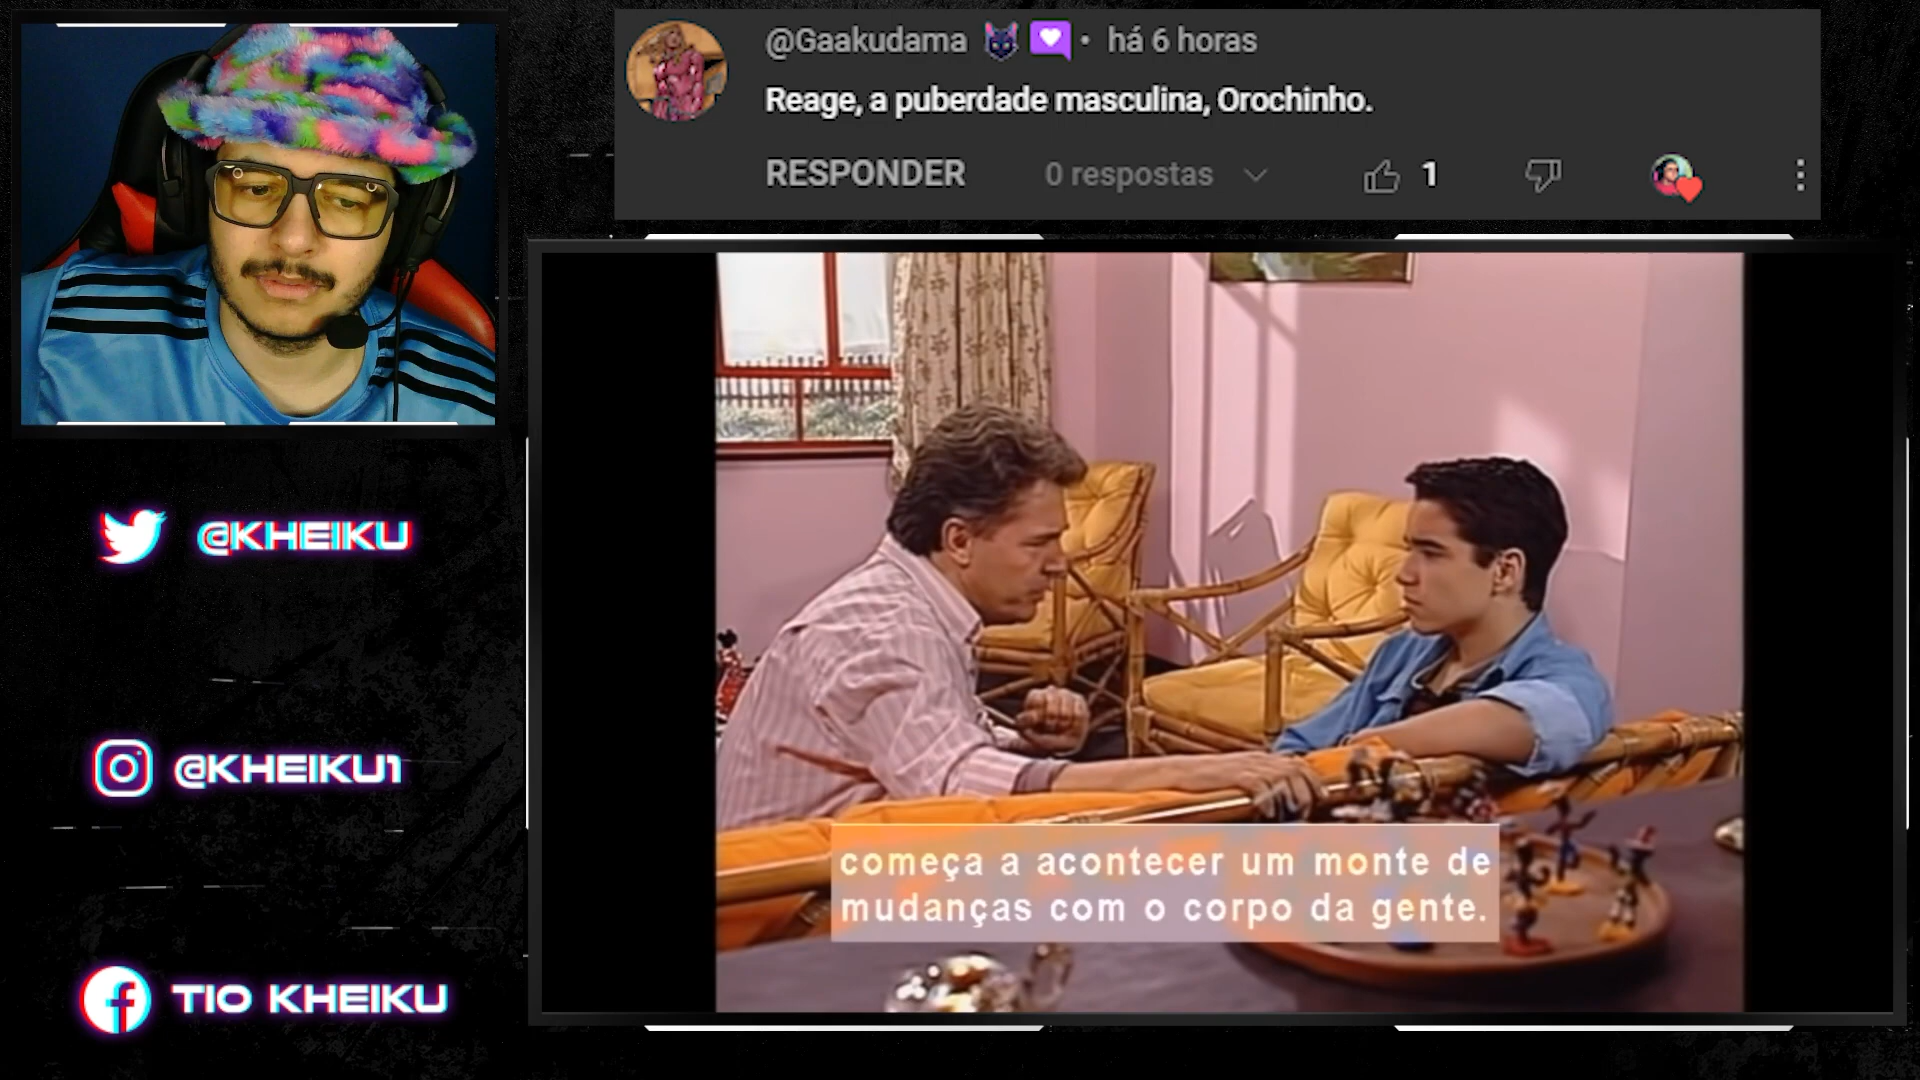 @Gaakudama • há 6 horas
Reage, a puberdade masculina, Orochinho.
RESPONDER 0 respostas 1
@KHEIKU
@KHEIKU1
TIO KHEIKU
começa a acontecer um monte de
mudanças com o corpo da gente.